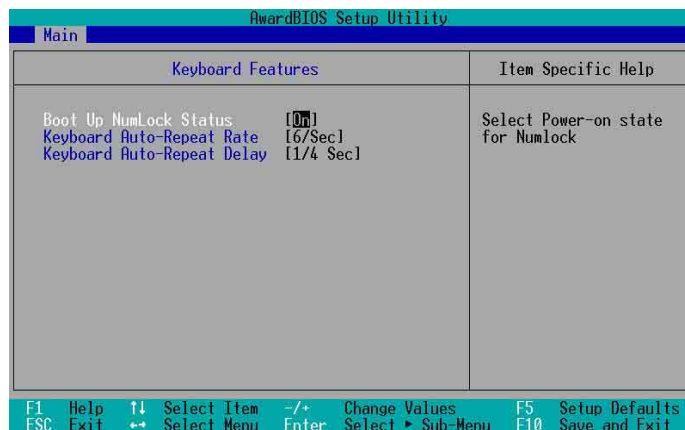 AwardBIOS Setup Utility
Main
Keyboard Features
Item Specific Help
Boot Up NumLock Status [On]
Keyboard Auto-Repeat Rate [6/Sec]
Keyboard Auto-Repeat Delay [1/4 Sec]
Select Power-on state
for Numlock
F1 Help ↑↓ Select Item -/+ Change Values F5 Setup Defaults
ESC Exit ←→ Select Menu Enter Select ▶ Sub-Menu F10 Save and Exit